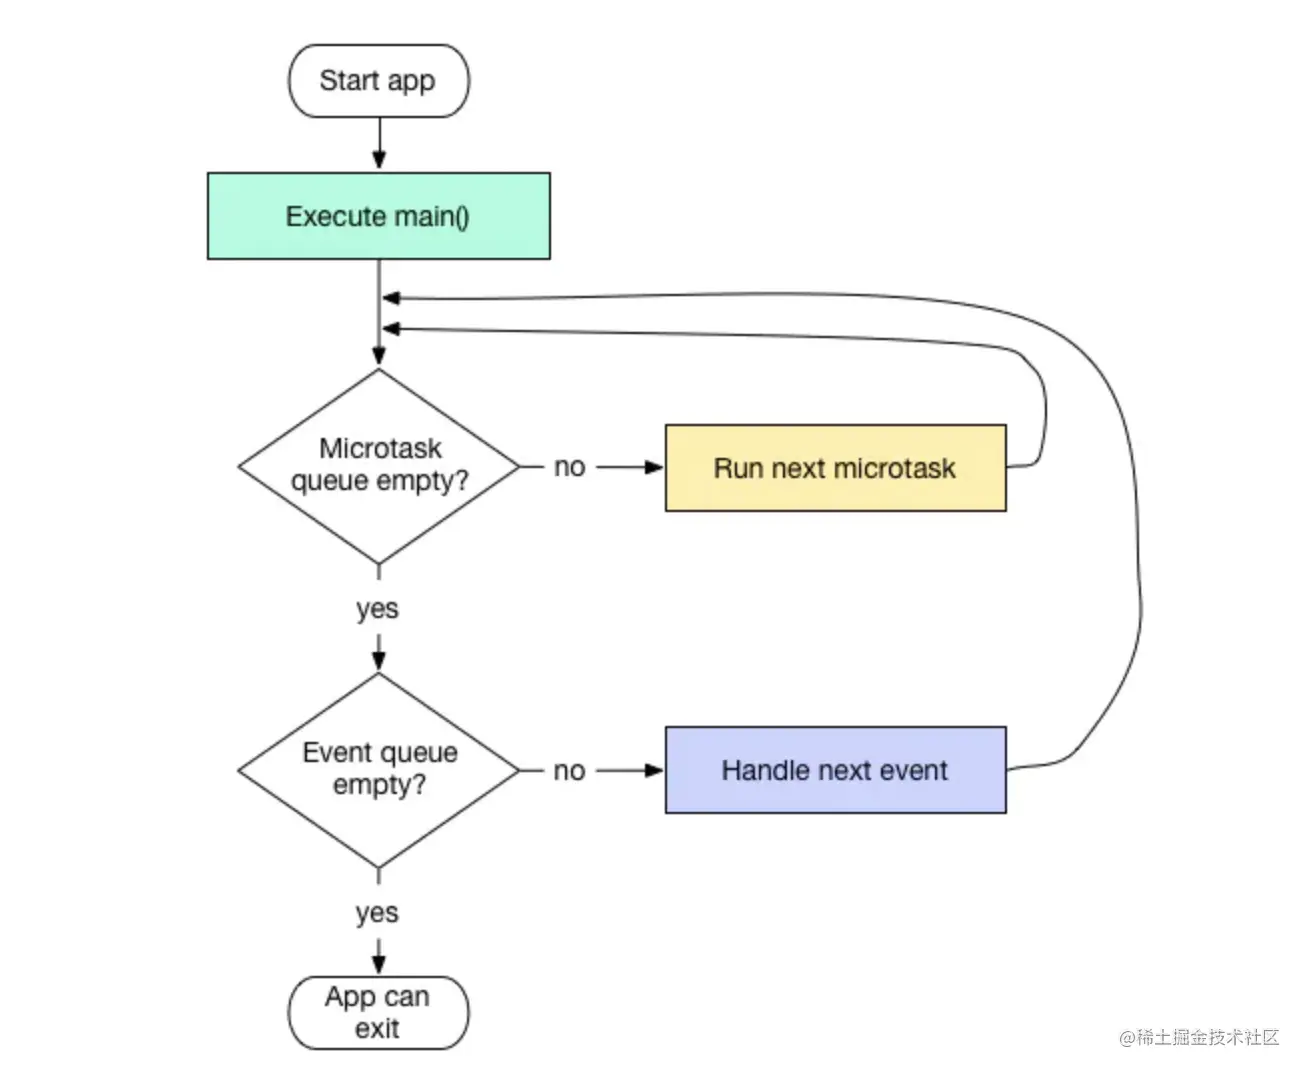 Start app
Execute main()
Microtask
queue empty?
no
Run next microtask
yes
Event queue
empty?
no
Handle next event
yes
App can
exit
@稀土掘金技术社区